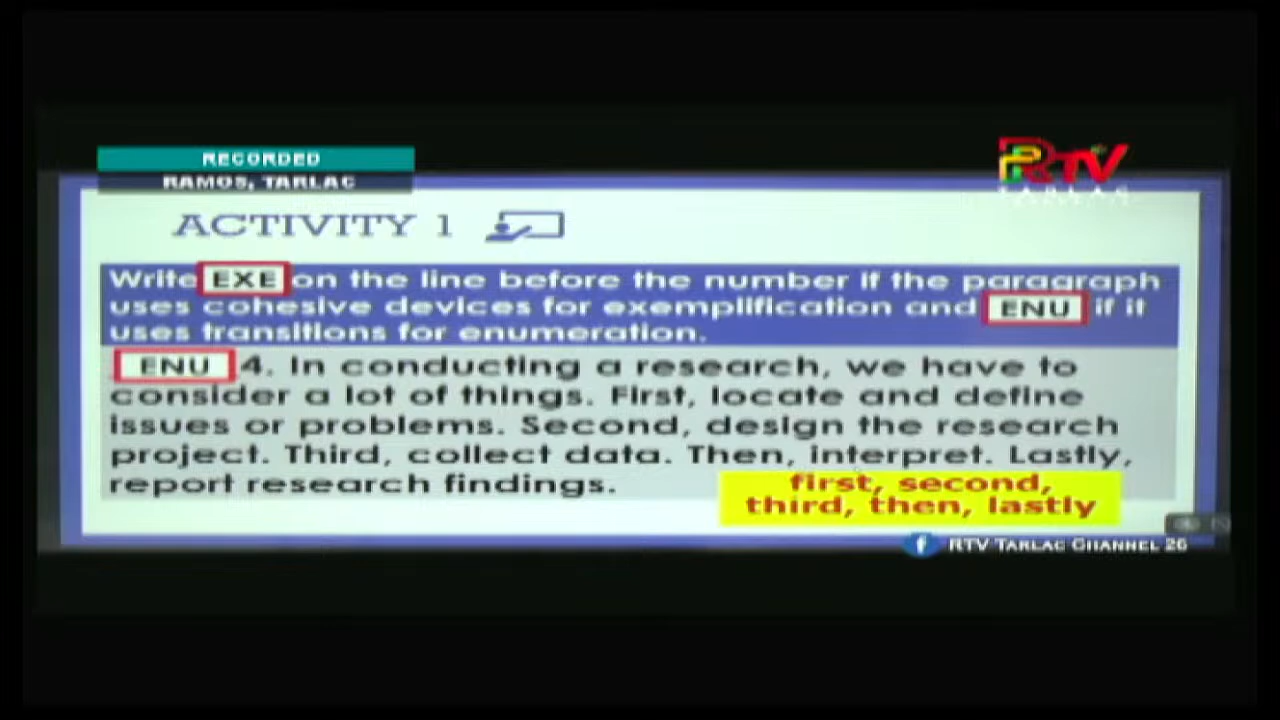 RECORDED
RAMOS, TARLAC
RTV
TARLAC
ACTIVITY 1
Write EXE on the line before the number if the paragraph
uses cohesive devices for exemplification and ENU if it
uses transitions for enumeration.
ENU 4. In conducting a research, we have to
consider a lot of things. First, locate and define
issues or problems. Second, design the research
project. Third, collect data. Then, interpret. Lastly,
report research findings.
first, second,
third, then, lastly
f RTV TARLAC CHANNEL 26